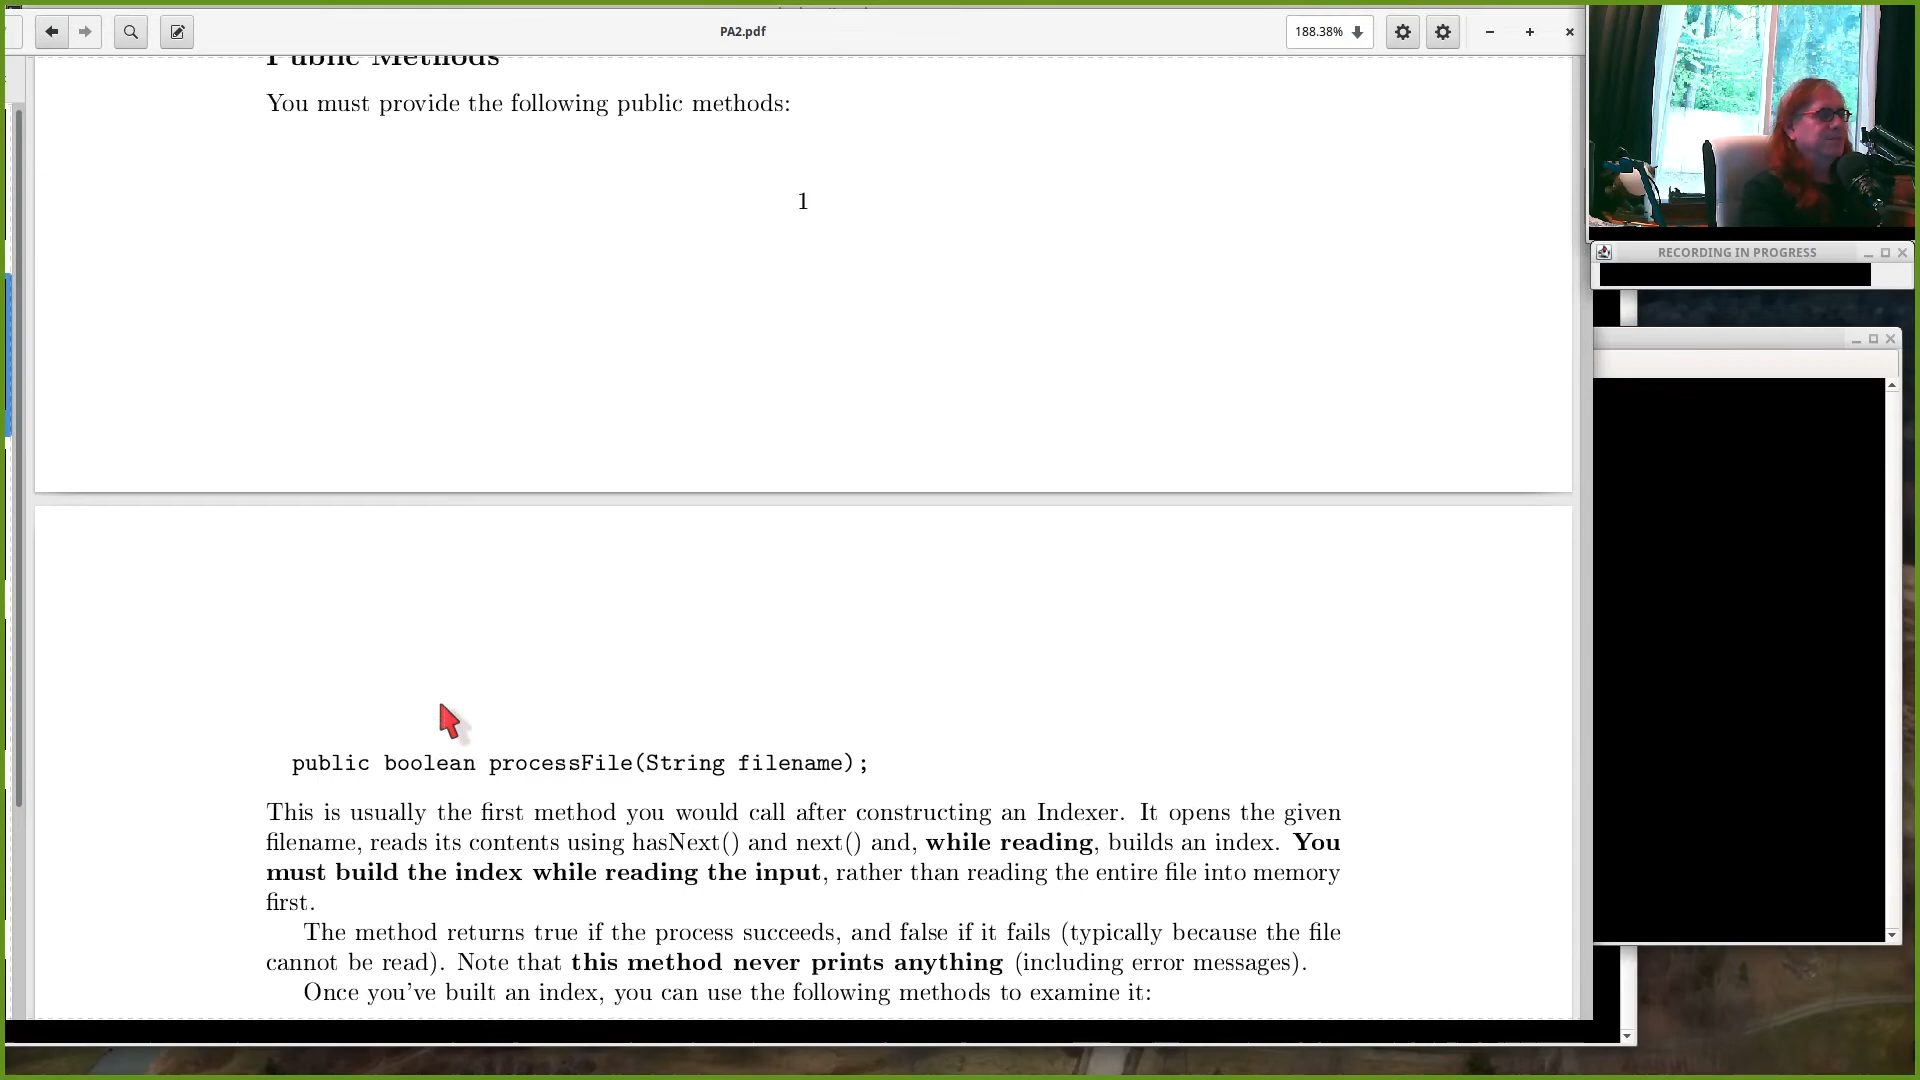 PA2.pdf
188.38%
Public Methods
You must provide the following public methods:
1
RECORDING IN PROGRESS
public boolean processFile(String filename);
This is usually the first method you would call after constructing an Indexer. It opens the given
filename, reads its contents using hasNext() and next() and, while reading, builds an index. You
must build the index while reading the input, rather than reading the entire file into memory
first.
The method returns true if the process succeeds, and false if it fails (typically because the file
cannot be read). Note that this method never prints anything (including error messages).
Once you've built an index, you can use the following methods to examine it: